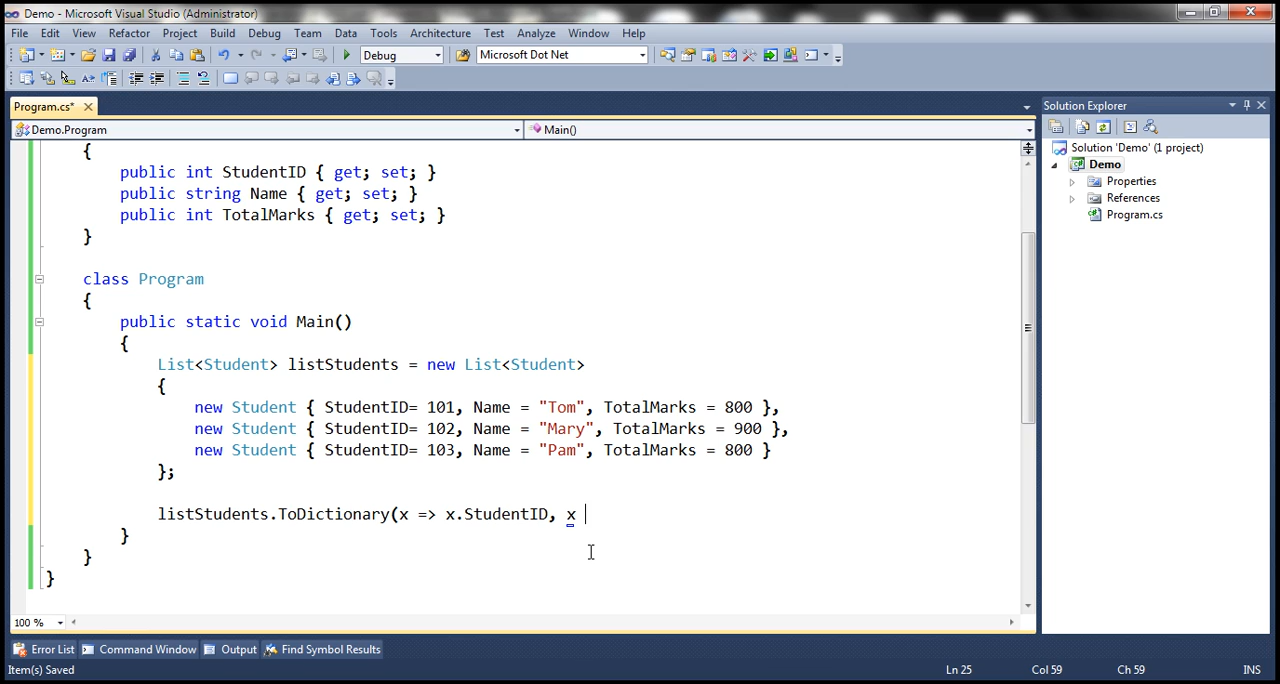 Demo - Microsoft Visual Studio (Administrator)
File Edit View Refactor Project Build Debug Team Data Tools Architecture Test Analyze Window Help
Debug Microsoft Dot Net
Program.cs* Solution Explorer
Demo.Program Main()
Solution 'Demo' (1 project)
Demo
Properties
References
Program.cs
{
public int StudentID { get; set; }
public string Name { get; set; }
public int TotalMarks { get; set; }
}
class Program
{
public static void Main()
{
List<Student> listStudents = new List<Student>
{
new Student { StudentID= 101, Name = "Tom", TotalMarks = 800 },
new Student { StudentID= 102, Name = "Mary", TotalMarks = 900 },
new Student { StudentID= 103, Name = "Pam", TotalMarks = 800 }
};
listStudents.ToDictionary(x => x.StudentID, x
}
}
}
100 %
Error List Command Window Output Find Symbol Results
Item(s) Saved Ln 25 Col 59 Ch 59 INS